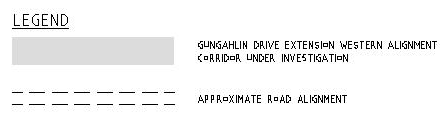 LEGEND
GUNGAHLIN DRIVE EXTENSION WESTERN ALIGNMENT
CORRIDOR UNDER INVESTIGATION
APPROXIMATE ROAD ALIGNMENT